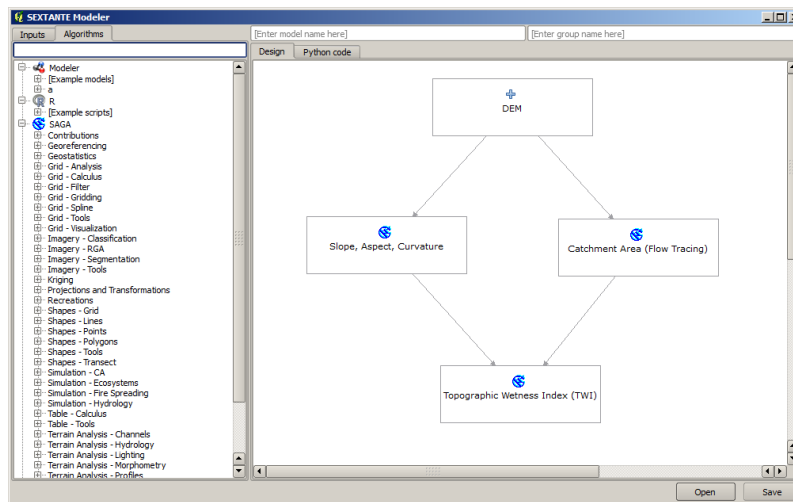 SEXTANTE Modeler
Inputs
Algorithms
[Enter model name here]
[Enter group name here]
Design
Python code
Modeler
[Example models]
a
R
[Example scripts]
SAGA
Contributions
Georeferencing
Geostatistics
Grid - Analysis
Grid - Calculus
Grid - Filter
Grid - Gridding
Grid - Spline
Grid - Tools
Grid - Visualization
Imagery - Classification
Imagery - RGA
Imagery - Segmentation
Imagery - Tools
Kriging
Projections and Transformations
Recreations
Shapes - Grid
Shapes - Lines
Shapes - Points
Shapes - Polygons
Shapes - Tools
Shapes - Transect
Simulation - CA
Simulation - Ecosystems
Simulation - Fire Spreading
Simulation - Hydrology
Table - Calculus
Table - Tools
Terrain Analysis - Channels
Terrain Analysis - Hydrology
Terrain Analysis - Lighting
Terrain Analysis - Morphometry
Terrain Analysis - Profiles
DEM
Slope, Aspect, Curvature
Catchment Area (Flow Tracing)
Topographic Wetness Index (TWI)
Open
Save